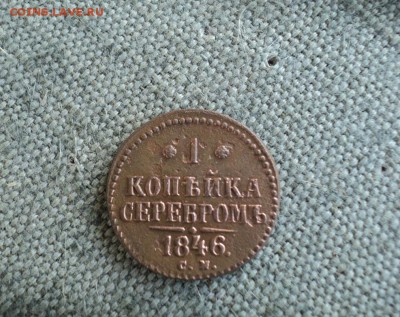 COINS.LAVE.RU
1
КОПѢЙКА
СЕРЕБРОМЪ
1846.
С. М.